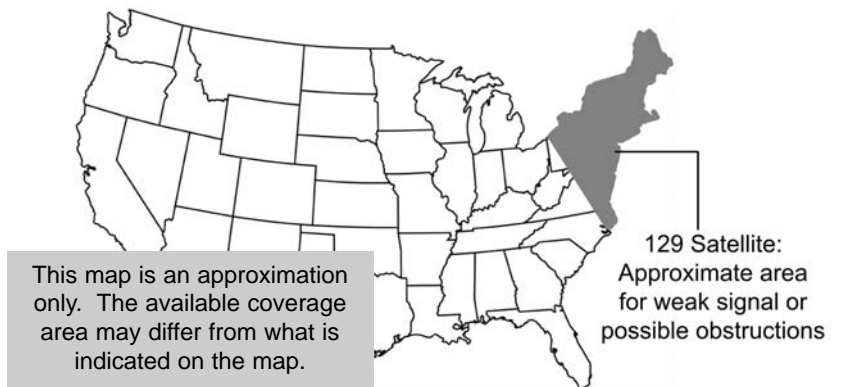 129 Satellite:
Approximate area
for weak signal or
possible obstructions
This map is an approximation
only.  The available coverage
area may differ from what is
indicated on the map.